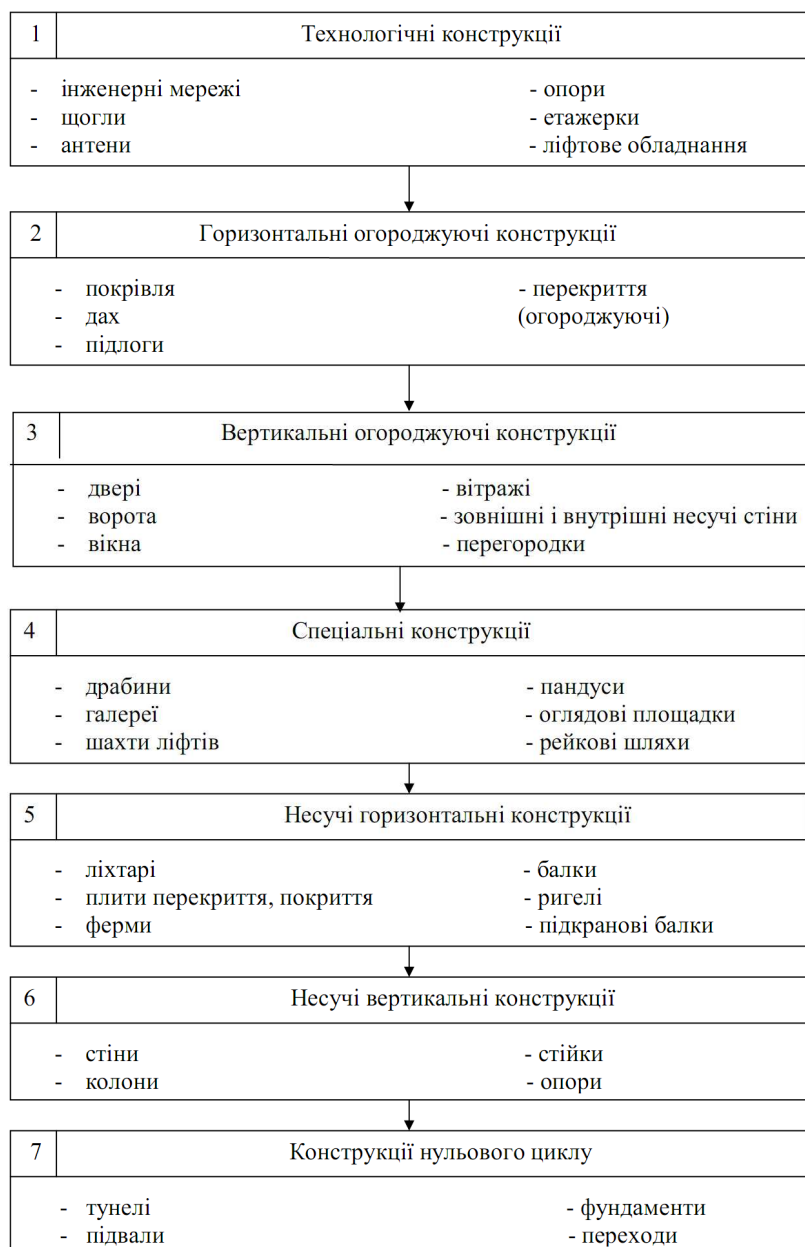 1 Технологічні конструкції
- інженерні мережі - опори
- щогли - етажерки
- антени - ліфтове обладнання
2 Горизонтальні огороджуючі конструкції
- покрівля - перекриття
- дах (огороджуючі)
- підлоги
3 Вертикальні огороджуючі конструкції
- двері - вітражі
- ворота - зовнішні і внутрішні несучі стіни
- вікна - перегородки
4 Спеціальні конструкції
- драбини - пандуси
- галереї - оглядові площадки
- шахти ліфтів - рейкові шляхи
5 Несучі горизонтальні конструкції
- ліхтарі - балки
- плити перекриття, покриття - ригелі
- ферми - підкранові балки
6 Несучі вертикальні конструкції
- стіни - стійки
- колони - опори
7 Конструкції нульового циклу
- тунелі - фундаменти
- підвали - переходи